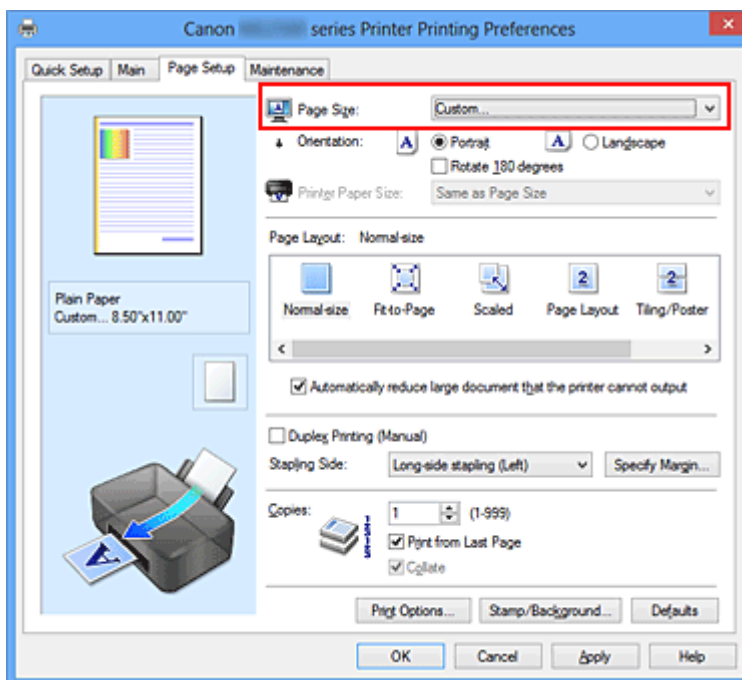 Canon series Printer Printing Preferences
Quick Setup Main Page Setup Maintenance
Page Size: Custom...
Orientation: A Portrait A Landscape
Rotate 180 degrees
Printer Paper Size: Same as Page Size
Page Layout: Normal-size
2 2
Normal-size Fit-to-Page Scaled Page Layout Tiling/Poster
Plain Paper
Custom... 8.50"x11.00"
Automatically reduce large document that the printer cannot output
Duplex Printing (Manual)
Stapling Side: Long-side stapling (Left) Specify Margin...
Copies: 1 (1-999)
Print from Last Page
Collate
A
Print Options... Stamp/Background... Defaults
OK Cancel Apply Help